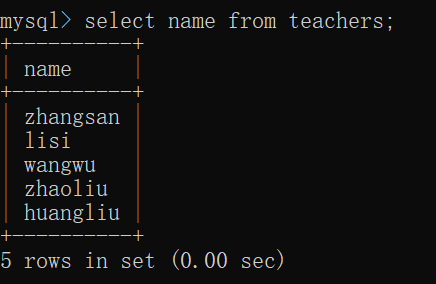 mysql> select name from teachers;
+----------+
| name     |
+----------+
| zhangsan |
| lisi     |
| wangwu   |
| zhaoliu  |
| huangliu |
+----------+
5 rows in set (0.00 sec)